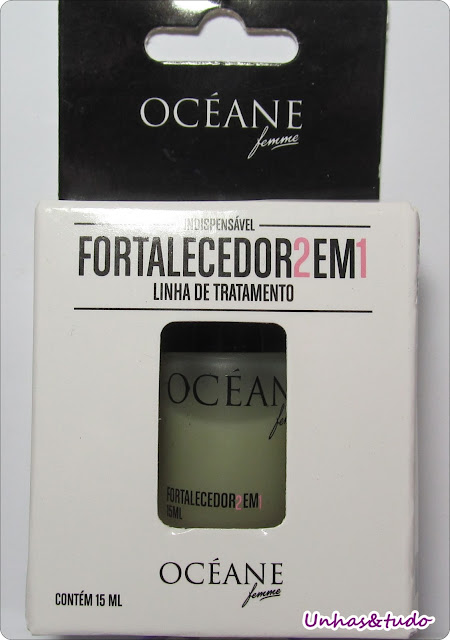 OCÉANE
femme
INDISPENSÁVEL
FORTALECEDOR2EM1
LINHA DE TRATAMENTO
OCÉANE
femme
FORTALECEDOR2EM1
15ML
OCÉANE
femme
CONTÉM 15 ML
Unhas&tudo